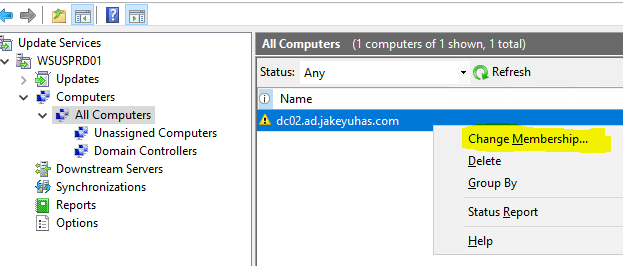 Update Services
WSUSPRD01
Updates
Computers
All Computers
Unassigned Computers
Domain Controllers
Downstream Servers
Synchronizations
Reports
Options
All Computers (1 computers of 1 shown, 1 total)
Status: Any Refresh
Name
dc02.ad.jakeyuhas.com
Change Membership...
Delete
Group By
Status Report
Help